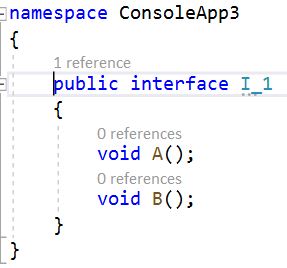 namespace ConsoleApp3
{
1 reference
public interface I_1
{
0 references
void A();
0 references
void B();
}
}